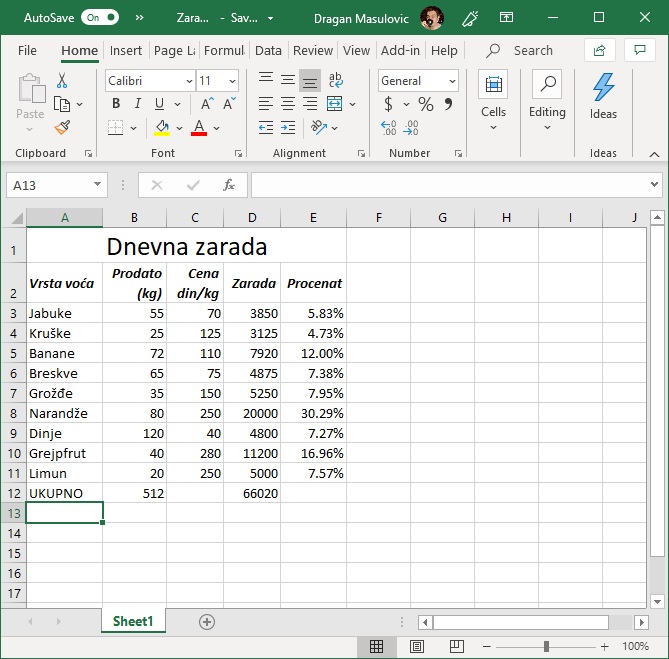 AutoSave On » Zara... - Sav... Dragan Masulovic
File Home Insert Page La Formul Data Review View Add-in Help Search
Calibri 11 General
Paste B I U A A ab c $ % 9 Cells Editing Ideas
A .00 .00
Clipboard Font Alignment Number Ideas
A13 fx
A B C D E F G H I J
1 Dnevna zarada
2 Vrsta voća Prodato (kg) Cena din/kg Zarada Procenat
3 Jabuke 55 70 3850 5.83%
4 Kruške 25 125 3125 4.73%
5 Banane 72 110 7920 12.00%
6 Breskve 65 75 4875 7.38%
7 Grožđe 35 150 5250 7.95%
8 Narandže 80 250 20000 30.29%
9 Dinje 120 40 4800 7.27%
10 Grejpfrut 40 280 11200 16.96%
11 Limun 20 250 5000 7.57%
12 UKUPNO 512 66020
13
14
15
16
17
Sheet1
100%